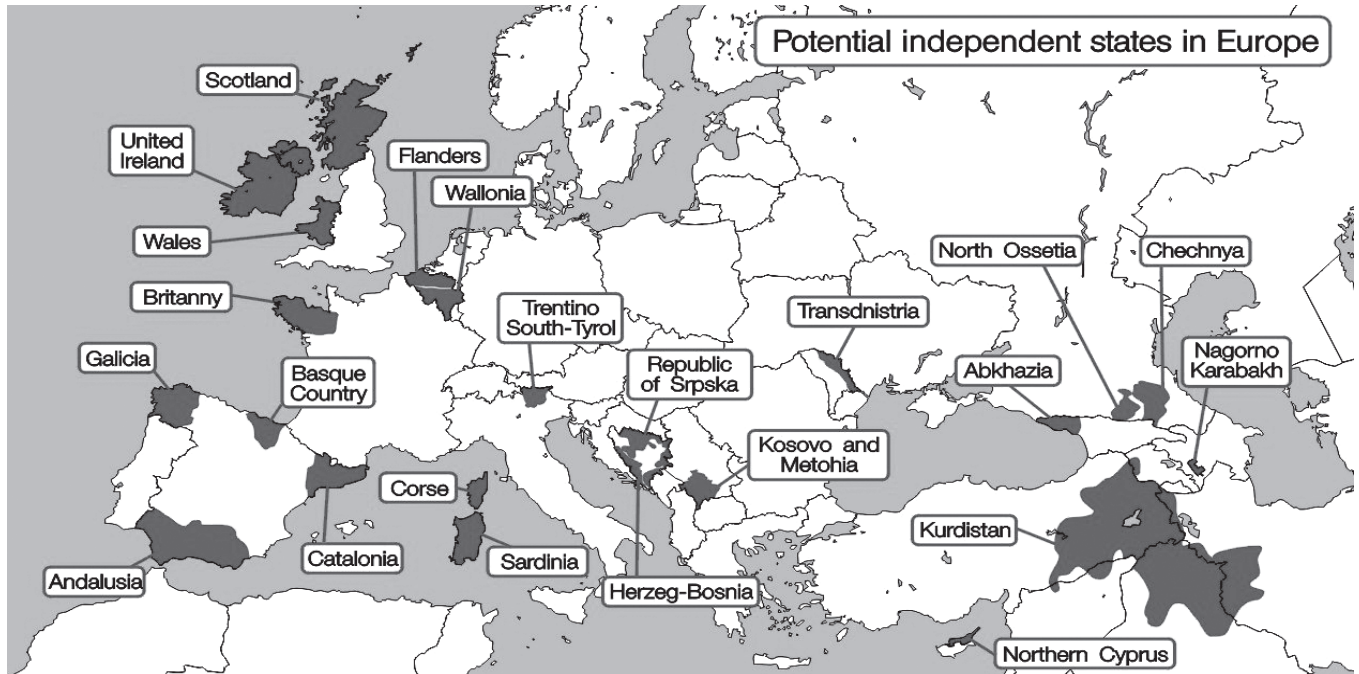 Potential independent states in Europe
Scotland
United
Ireland
Flanders
Wallonia
Wales
North Ossetia
Chechnya
Britanny
Trentino
South-Tyrol
Transdnistria
Galicia
Basque
Country
Republic
of Srpska
Abkhazia
Nagorno
Karabakh
Kosovo and
Metohia
Corse
Kurdistan
Catalonia
Sardinia
Andalusia
Herzeg-Bosnia
Northern Cyprus